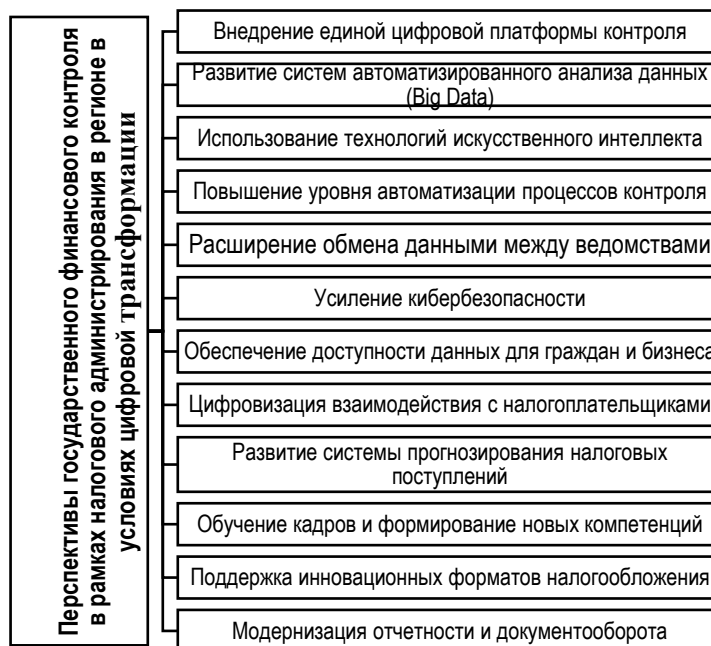 Перспективы государственного финансового контроля
в рамках налогового администрирования в регионе в
условиях цифровой трансформации
Внедрение единой цифровой платформы контроля
Развитие систем автоматизированного анализа данных
(Big Data)
Использование технологий искусственного интеллекта
Повышение уровня автоматизации процессов контроля
Расширение обмена данными между ведомствами
Усиление кибербезопасности
Обеспечение доступности данных для граждан и бизнеса
Цифровизация взаимодействия с налогоплательщиками
Развитие системы прогнозирования налоговых
поступлений
Обучение кадров и формирование новых компетенций
Поддержка инновационных форматов налогообложения
Модернизация отчетности и документооборота